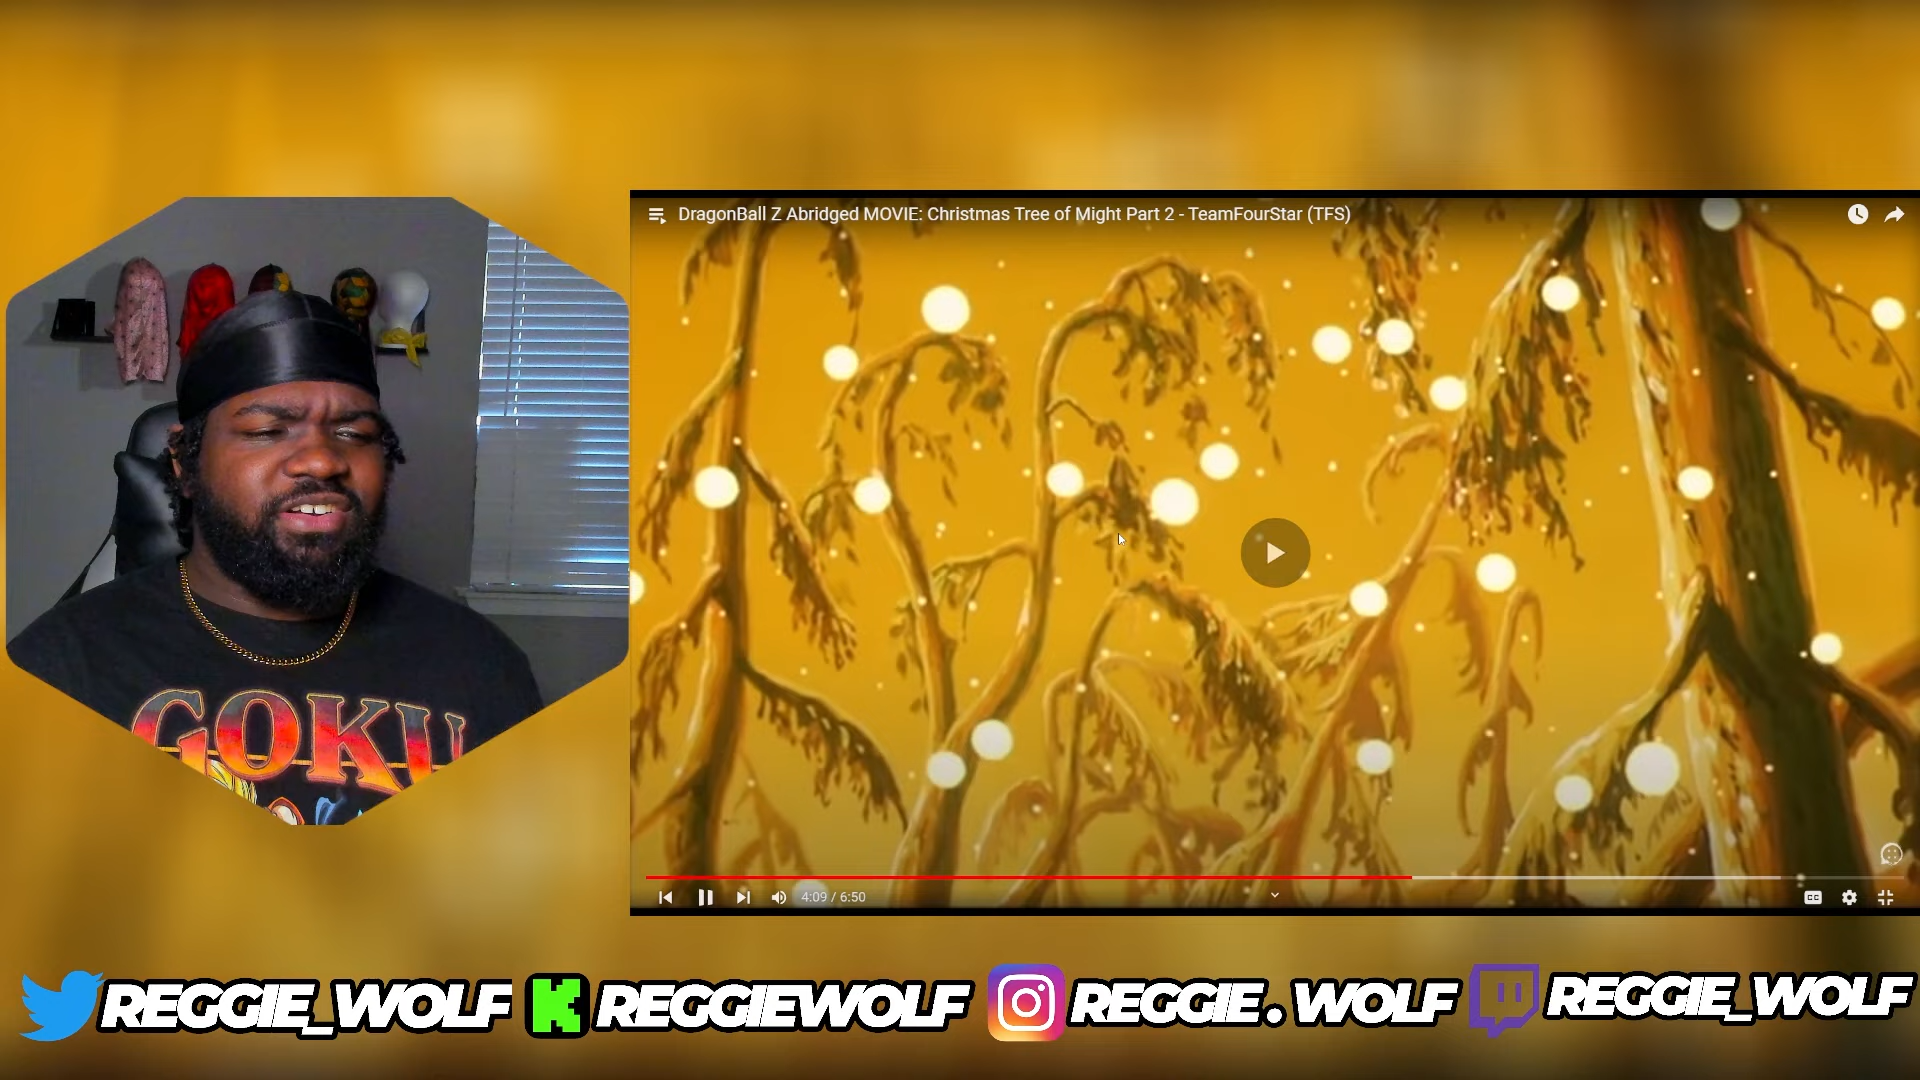 DragonBall Z Abridged MOVIE: Christmas Tree of Might Part 2 - TeamFourStar (TFS)
GOKU
4:09 / 6:50
CC
REGGIE_WOLF
K REGGIEWOLF
REGGIE.WOLF
REGGIE_WOLF